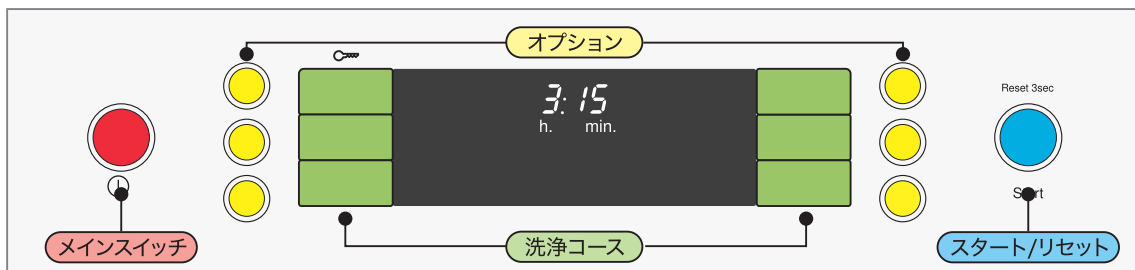 オプション
3:15
h. min.
Reset 3sec
Start
メインスイッチ
洗浄コース
スタート/リセット